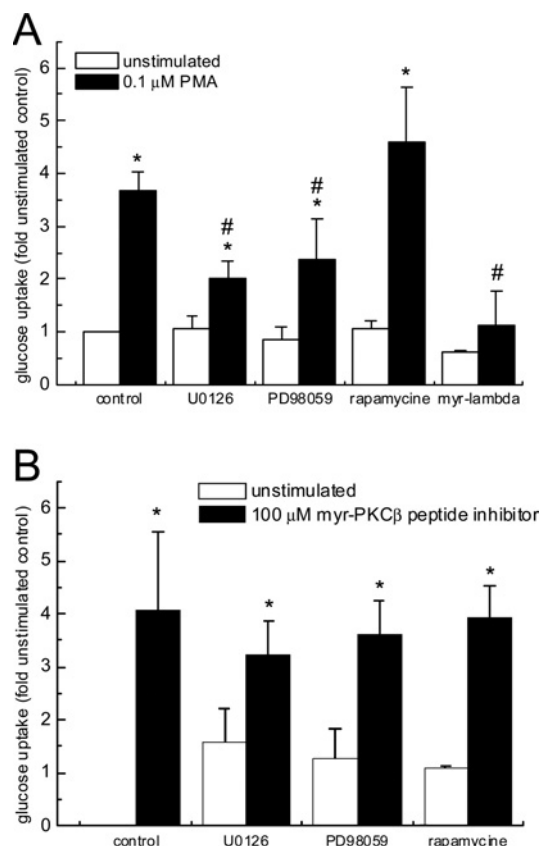 A
unstimulated
0.1 µM PMA
glucose uptake (fold unstimulated control)
6
5
4
3
2
1
0
*
# *
# *
*
#
control U0126 PD98059 rapamycine myr-lambda
B
unstimulated
100 µM myr-PKCβ peptide inhibitor
glucose uptake (fold unstimulated control)
6
5
4
3
2
1
0
*
*
*
*
control U0126 PD98059 rapamycine